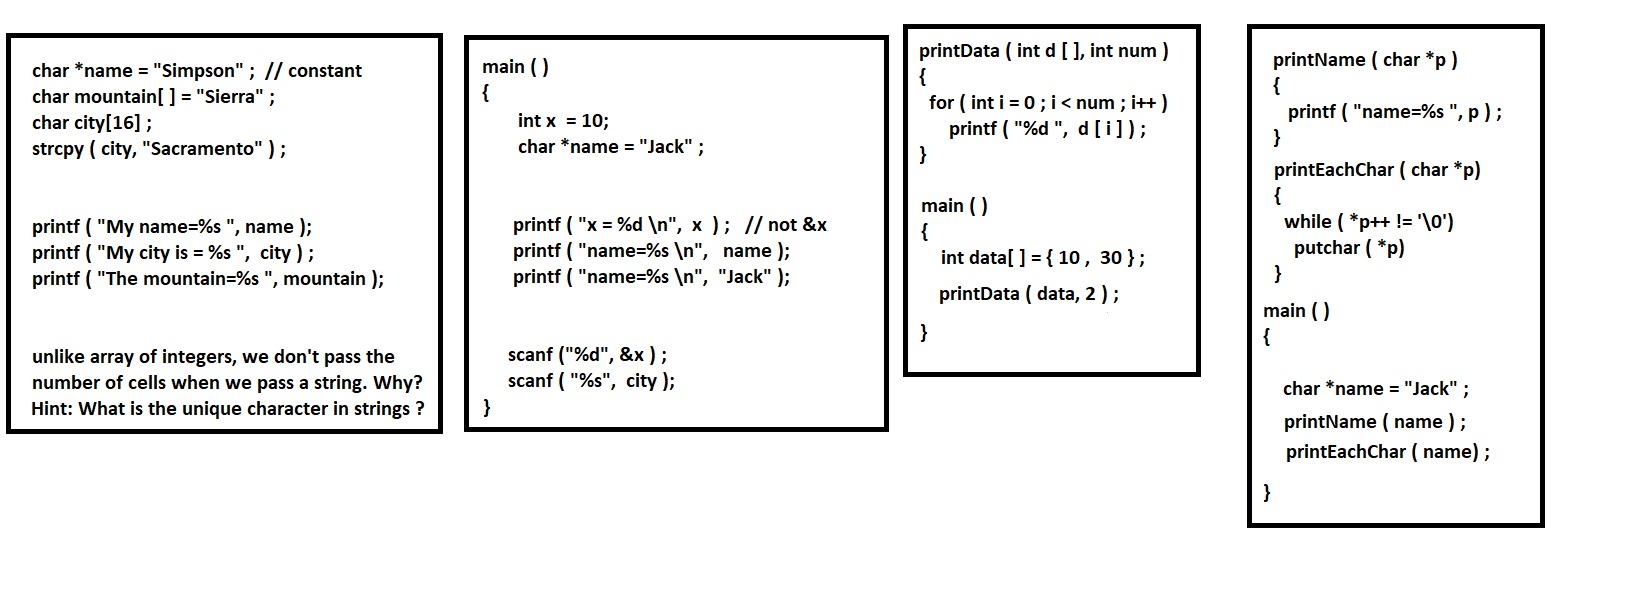 char *name = "Simpson" ;  // constant
char mountain[ ] = "Sierra" ;
char city[16] ;
strcpy ( city, "Sacramento" ) ;
printf ( "My name=%s ", name );
printf ( "My city is = %s ",  city ) ;
printf ( "The mountain=%s ", mountain );
unlike array of integers, we don't pass the
number of cells when we pass a string. Why?
Hint: What is the unique character in strings ?
main ( )
{
int x  = 10;
char *name = "Jack" ;
printf ( "x = %d \n",  x  ) ;   // not &x
printf ( "name=%s \n",   name );
printf ( "name=%s \n",  "Jack" );
scanf ("%d", &x ) ;
scanf ( "%s",  city );
}
printData ( int d [ ], int num )
{
for ( int i = 0 ; i < num ; i++ )
printf ( "%d ",  d [ i ] ) ;
}
main ( )
{
int data[ ] = { 10 ,  30 } ;
printData ( data, 2 ) ;
}
printName ( char *p )
{
printf ( "name=%s ", p ) ;
}
printEachChar ( char *p)
{
while ( *p++ != '\0')
putchar ( *p)
}
main ( )
{
char *name = "Jack" ;
printName ( name ) ;
printEachChar ( name) ;
}